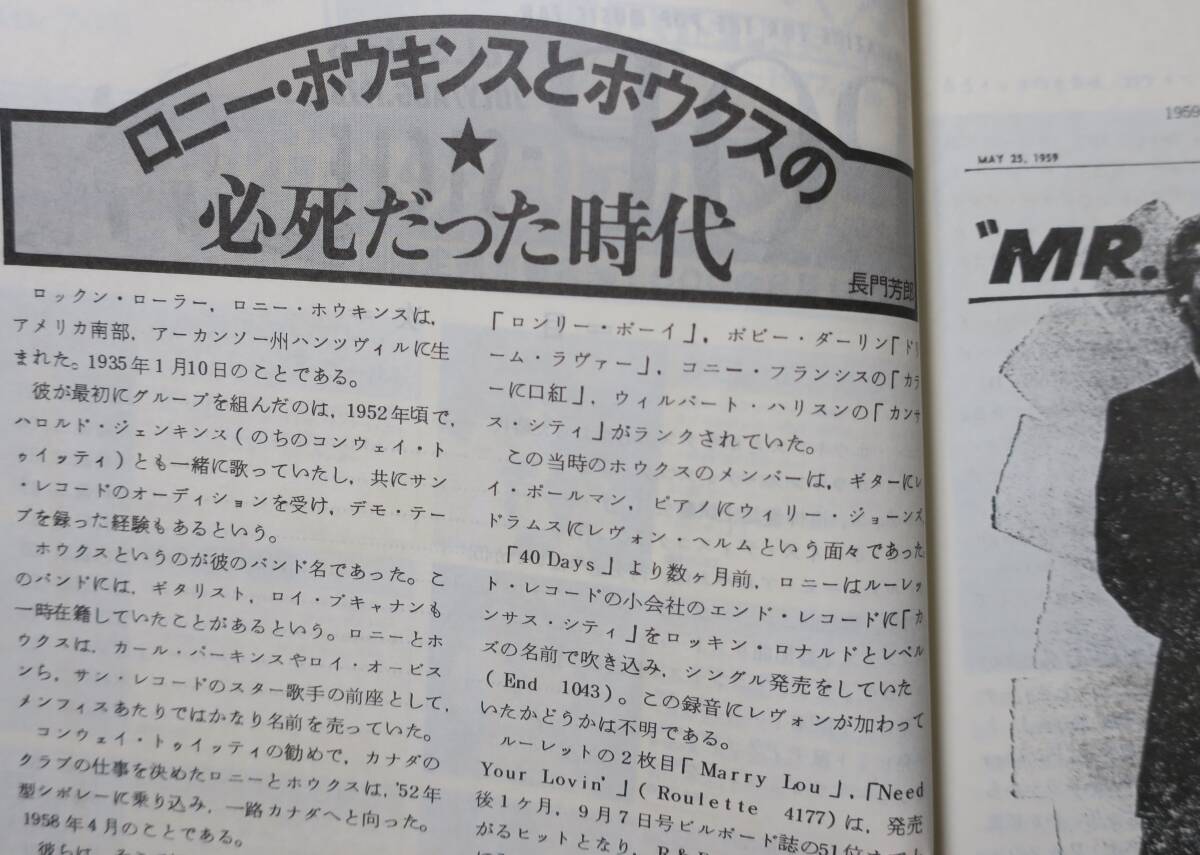 ロニー・ホウキンスとホウクスの
★
必死だった時代
長門芳郎
ロックン・ローラー，ロニー・ホウキンスは，
アメリカ南部，アーカンソー州ハンツヴィルに生
まれた。1935年1月10日のことである。
彼が最初にグループを組んだのは，1952年頃で，
ハロルド・ジェンキンス（のちのコンウェイ・ト
ゥイッティ）とも一緒に歌っていたし，共にサン
・レコードのオーディションを受け，デモ・テー
プを録った経験もあるという。
ホウクスというのが彼のバンド名であった。こ
のバンドには，ギタリスト，ロイ・ブキャナンも
一時在籍していたことがあるという。ロニーとホ
ウクスは，カール・パーキンスやロイ・オービス
ンら，サン・レコードのスター歌手の前座として，
メンフィスあたりではかなり名前を売っていた。
コンウェイ・トゥイッティの勧めで，カナダの
クラブの仕事を決めたロニーとホウクスは，'52年
型シボレーに乗り込み，一路カナダへと向った。
1958年4月のことである。
「ロンリー・ボーイ」，ボビー・ダーリン「ドリ
ーム・ラヴァー」，コニー・フランシスの「カラ
ーに口紅」，ウィルバート・ハリスンの「カンサ
ス・シティ」がランクされていた。
この当時のホウクスのメンバーは，ギターにレ
イ・ポールマン，ピアノにウィリー・ジョーンズ，
ドラムスにレヴォン・ヘルムという面々であった
「40 Days」より数ヶ月前，ロニーはルーレッ
ト・レコードの小会社のエンド・レコードに「カ
ンサス・シティ」をロッキン・ロナルドとレベル
ズの名前で吹き込み，シングル発売をしていた
（End 1043）。この録音にレヴォンが加わって
いたかどうかは不明である。
ルーレットの2枚目「Marry Lou」，「Need
Your Lovin'」（Roulette 4177）は，発売
後1ケ月，9月7日号ビルボード誌の51位
がるヒットとなり，
MAY 25, 1959
"MR.